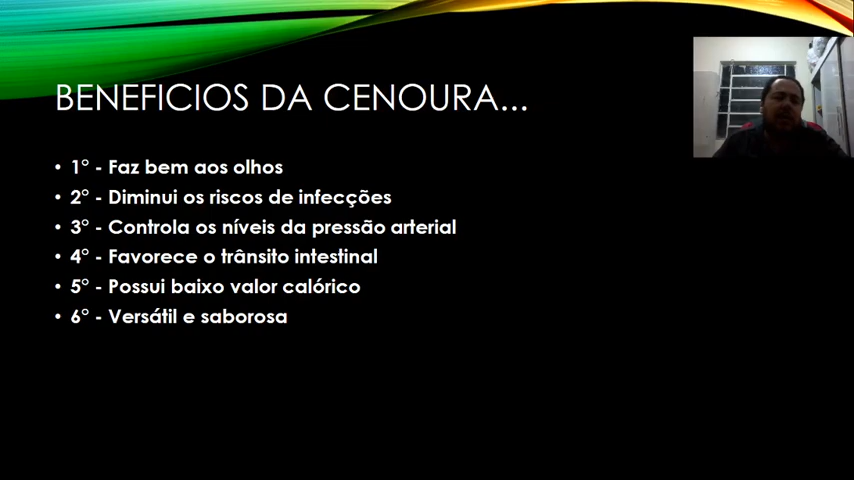 BENEFICIOS DA CENOURA...
• 1° - Faz bem aos olhos
• 2° - Diminui os riscos de infecções
• 3° - Controla os níveis da pressão arterial
• 4° - Favorece o trânsito intestinal
• 5° - Possui baixo valor calórico
• 6° - Versátil e saborosa